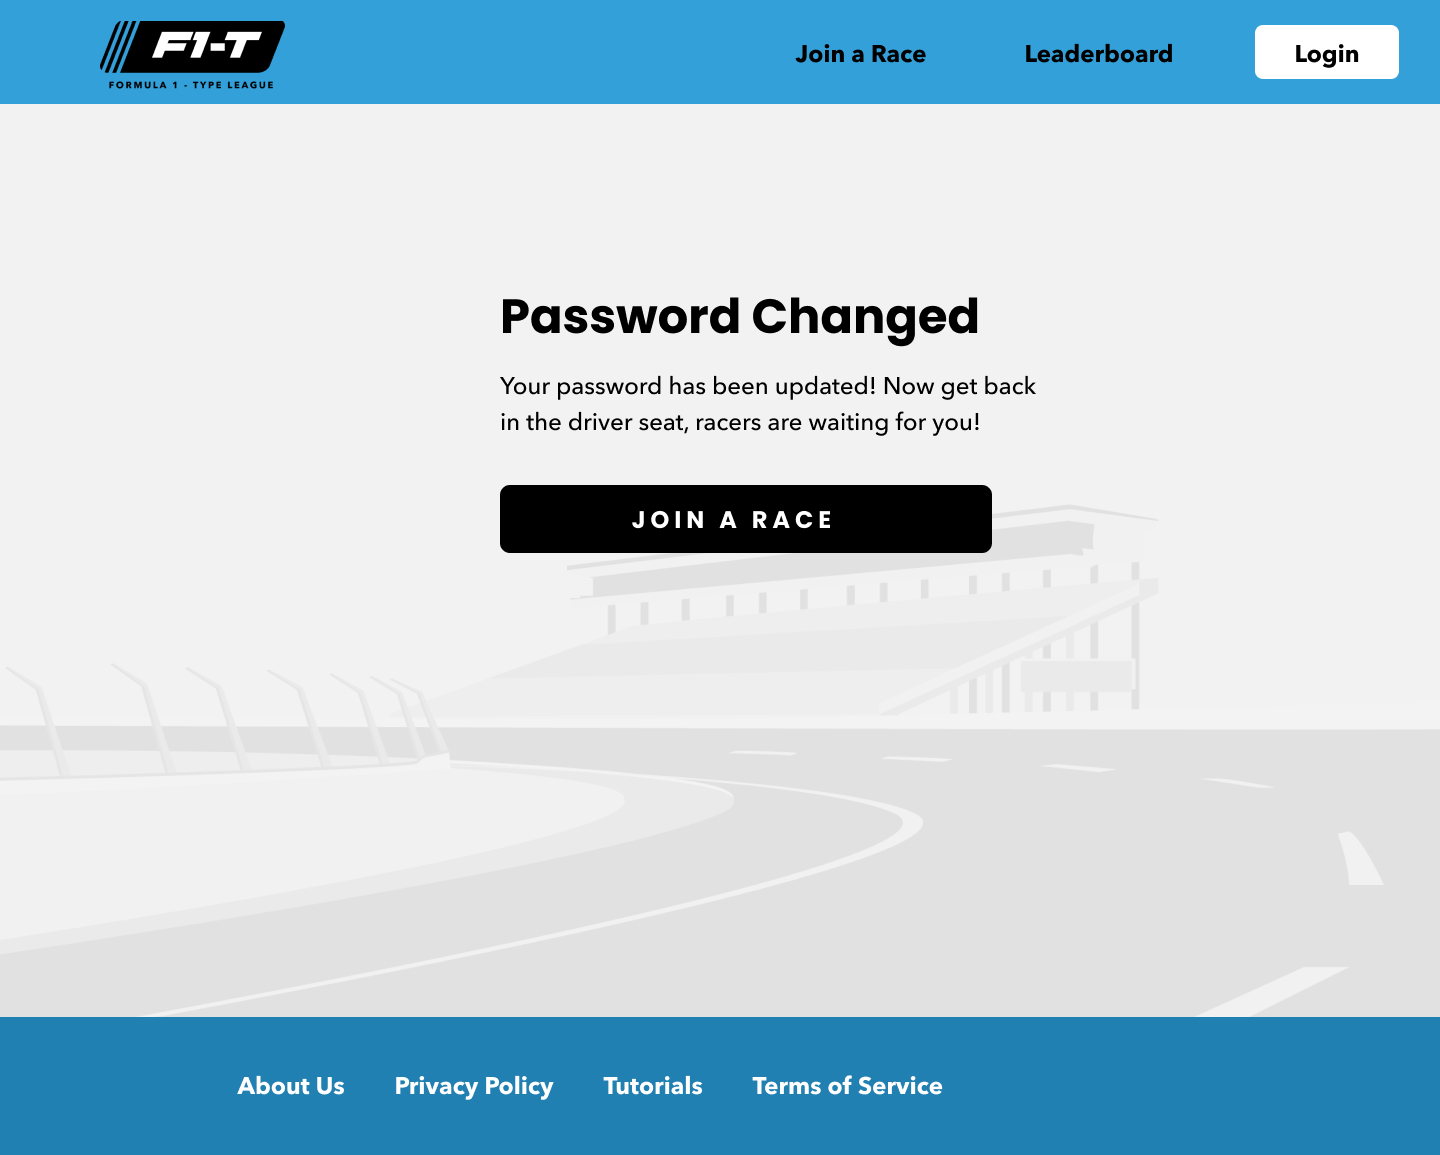 F1-T
FORMULA 1 - TYPE LEAGUE
Join a Race
Leaderboard
Login
Password Changed
Your password has been updated! Now get back
in the driver seat, racers are waiting for you!
JOIN A RACE
About Us
Privacy Policy
Tutorials
Terms of Service